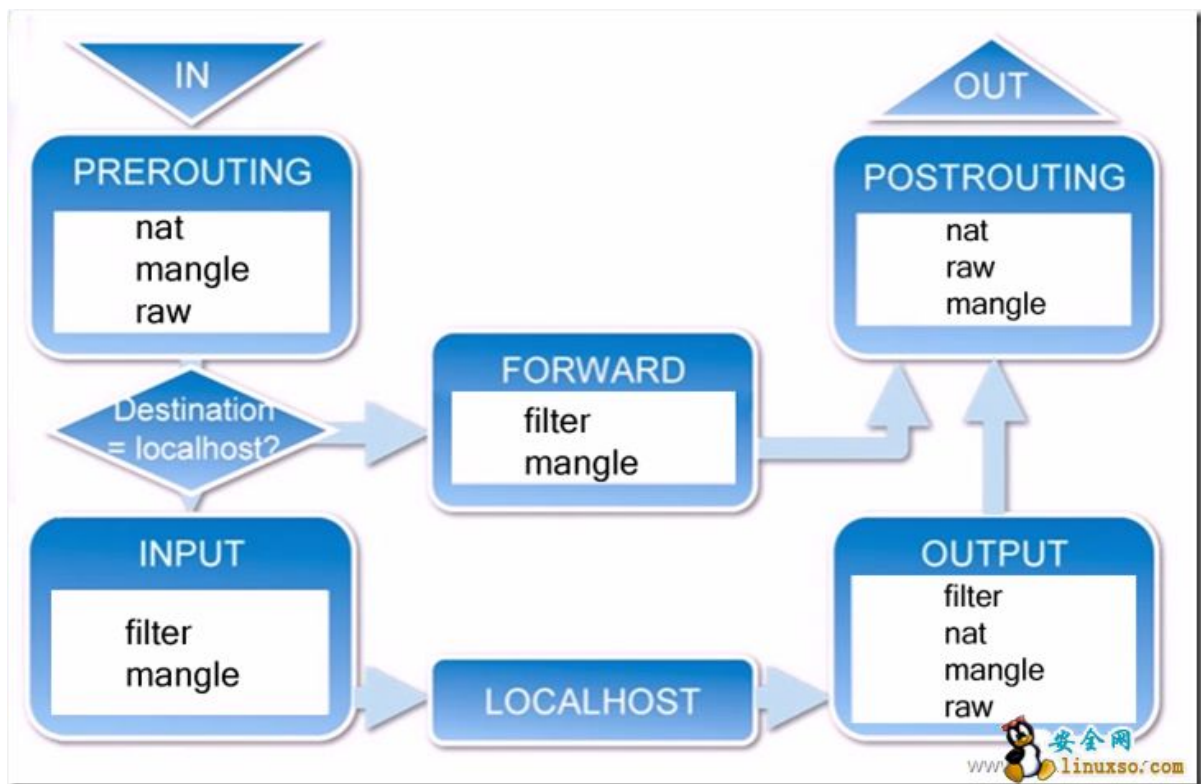 IN
PREROUTING
nat
mangle
raw
Destination
= localhost?
INPUT
filter
mangle
FORWARD
filter
mangle
LOCALHOST
OUT
POSTROUTING
nat
raw
mangle
OUTPUT
filter
nat
mangle
raw
安全网
linuxso.com